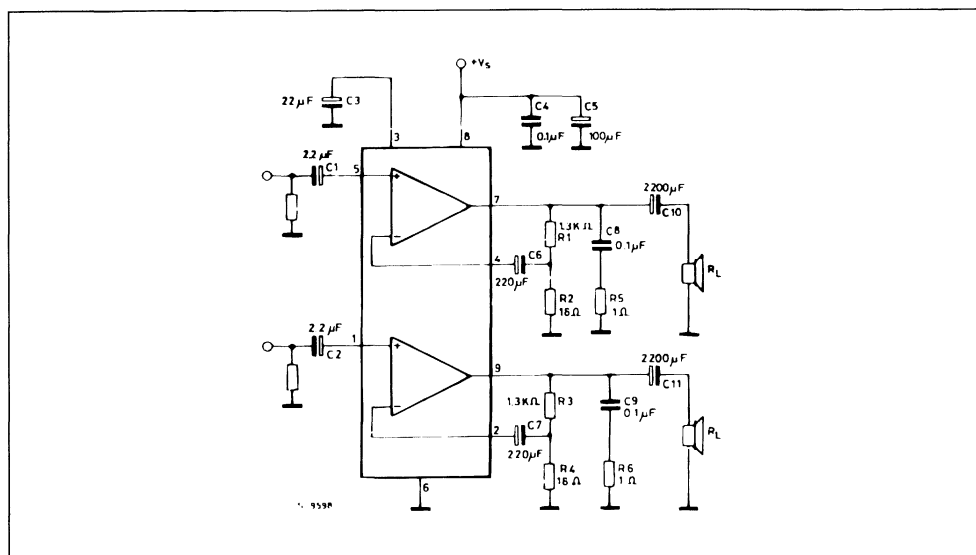 +Vs
22µF
C3
C4
C5
0.1µF
100µF
3
8
2.2µF
C1
5
7
2200µF
C10
1.3KΩ
R1
C8
0.1µF
4
C6
220µF
RL
R2
16Ω
R5
1Ω
2.2µF
C2
1
9
2200µF
C11
1.3KΩ
R3
C9
0.1µF
2
C7
220µF
RL
R4
16Ω
R6
1Ω
6
9598